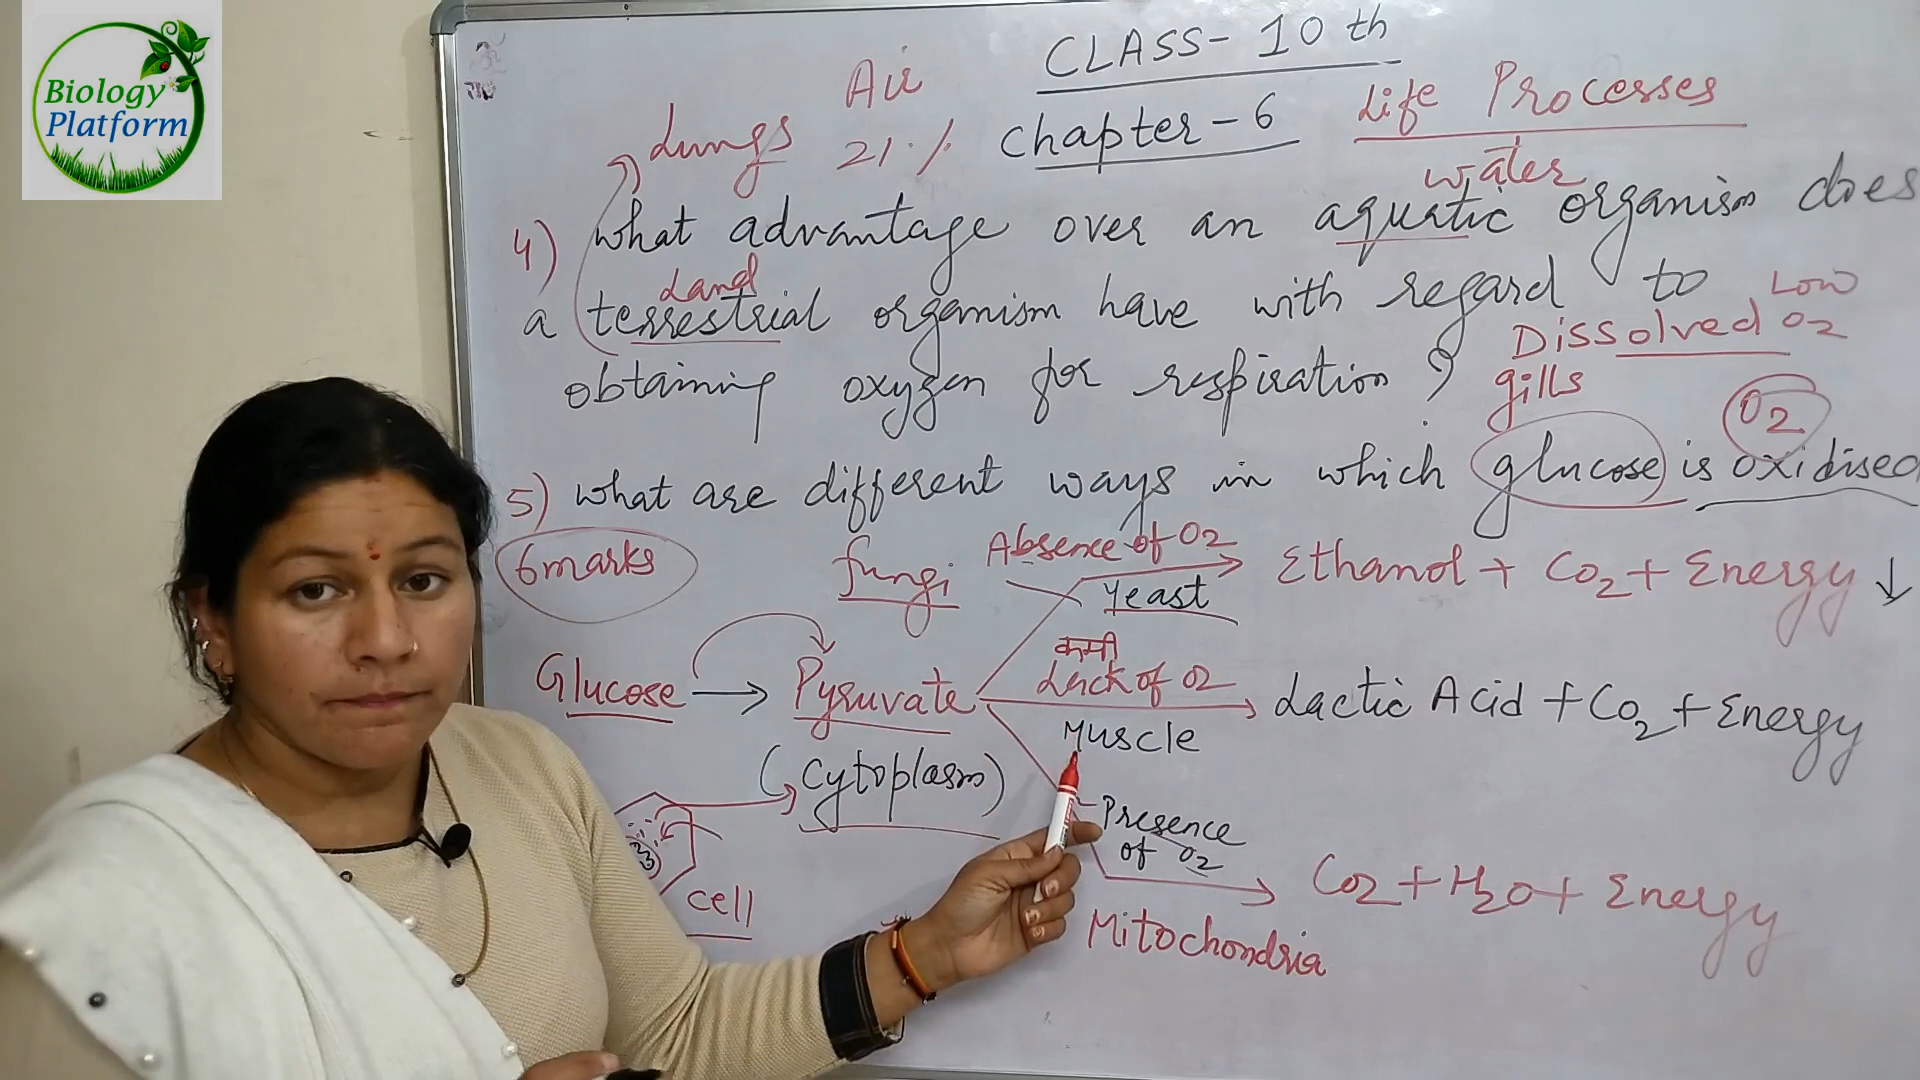 Biology
Platform
CLASS-10th
Air
Lungs 21% Chapter-6 Life Processes
water
4) what advantage over an aquatic organism does
Land
a terrestrial organism have with regard to
Low
Dissolved O2
obtaining oxygen for respiration ?
gills
O2
5) what are different ways in which glucose is oxidised
6marks
fungi
Absence of O2
Yeast
Ethanol + CO2 + Energy ↓
कमी
Glucose → Pyruvate
Lack of O2
Muscle
Lactic Acid + CO2 + Energy
(Cytoplasm)
Presence
of O2
CO2 + H2O + Energy
cell
Mitochondria